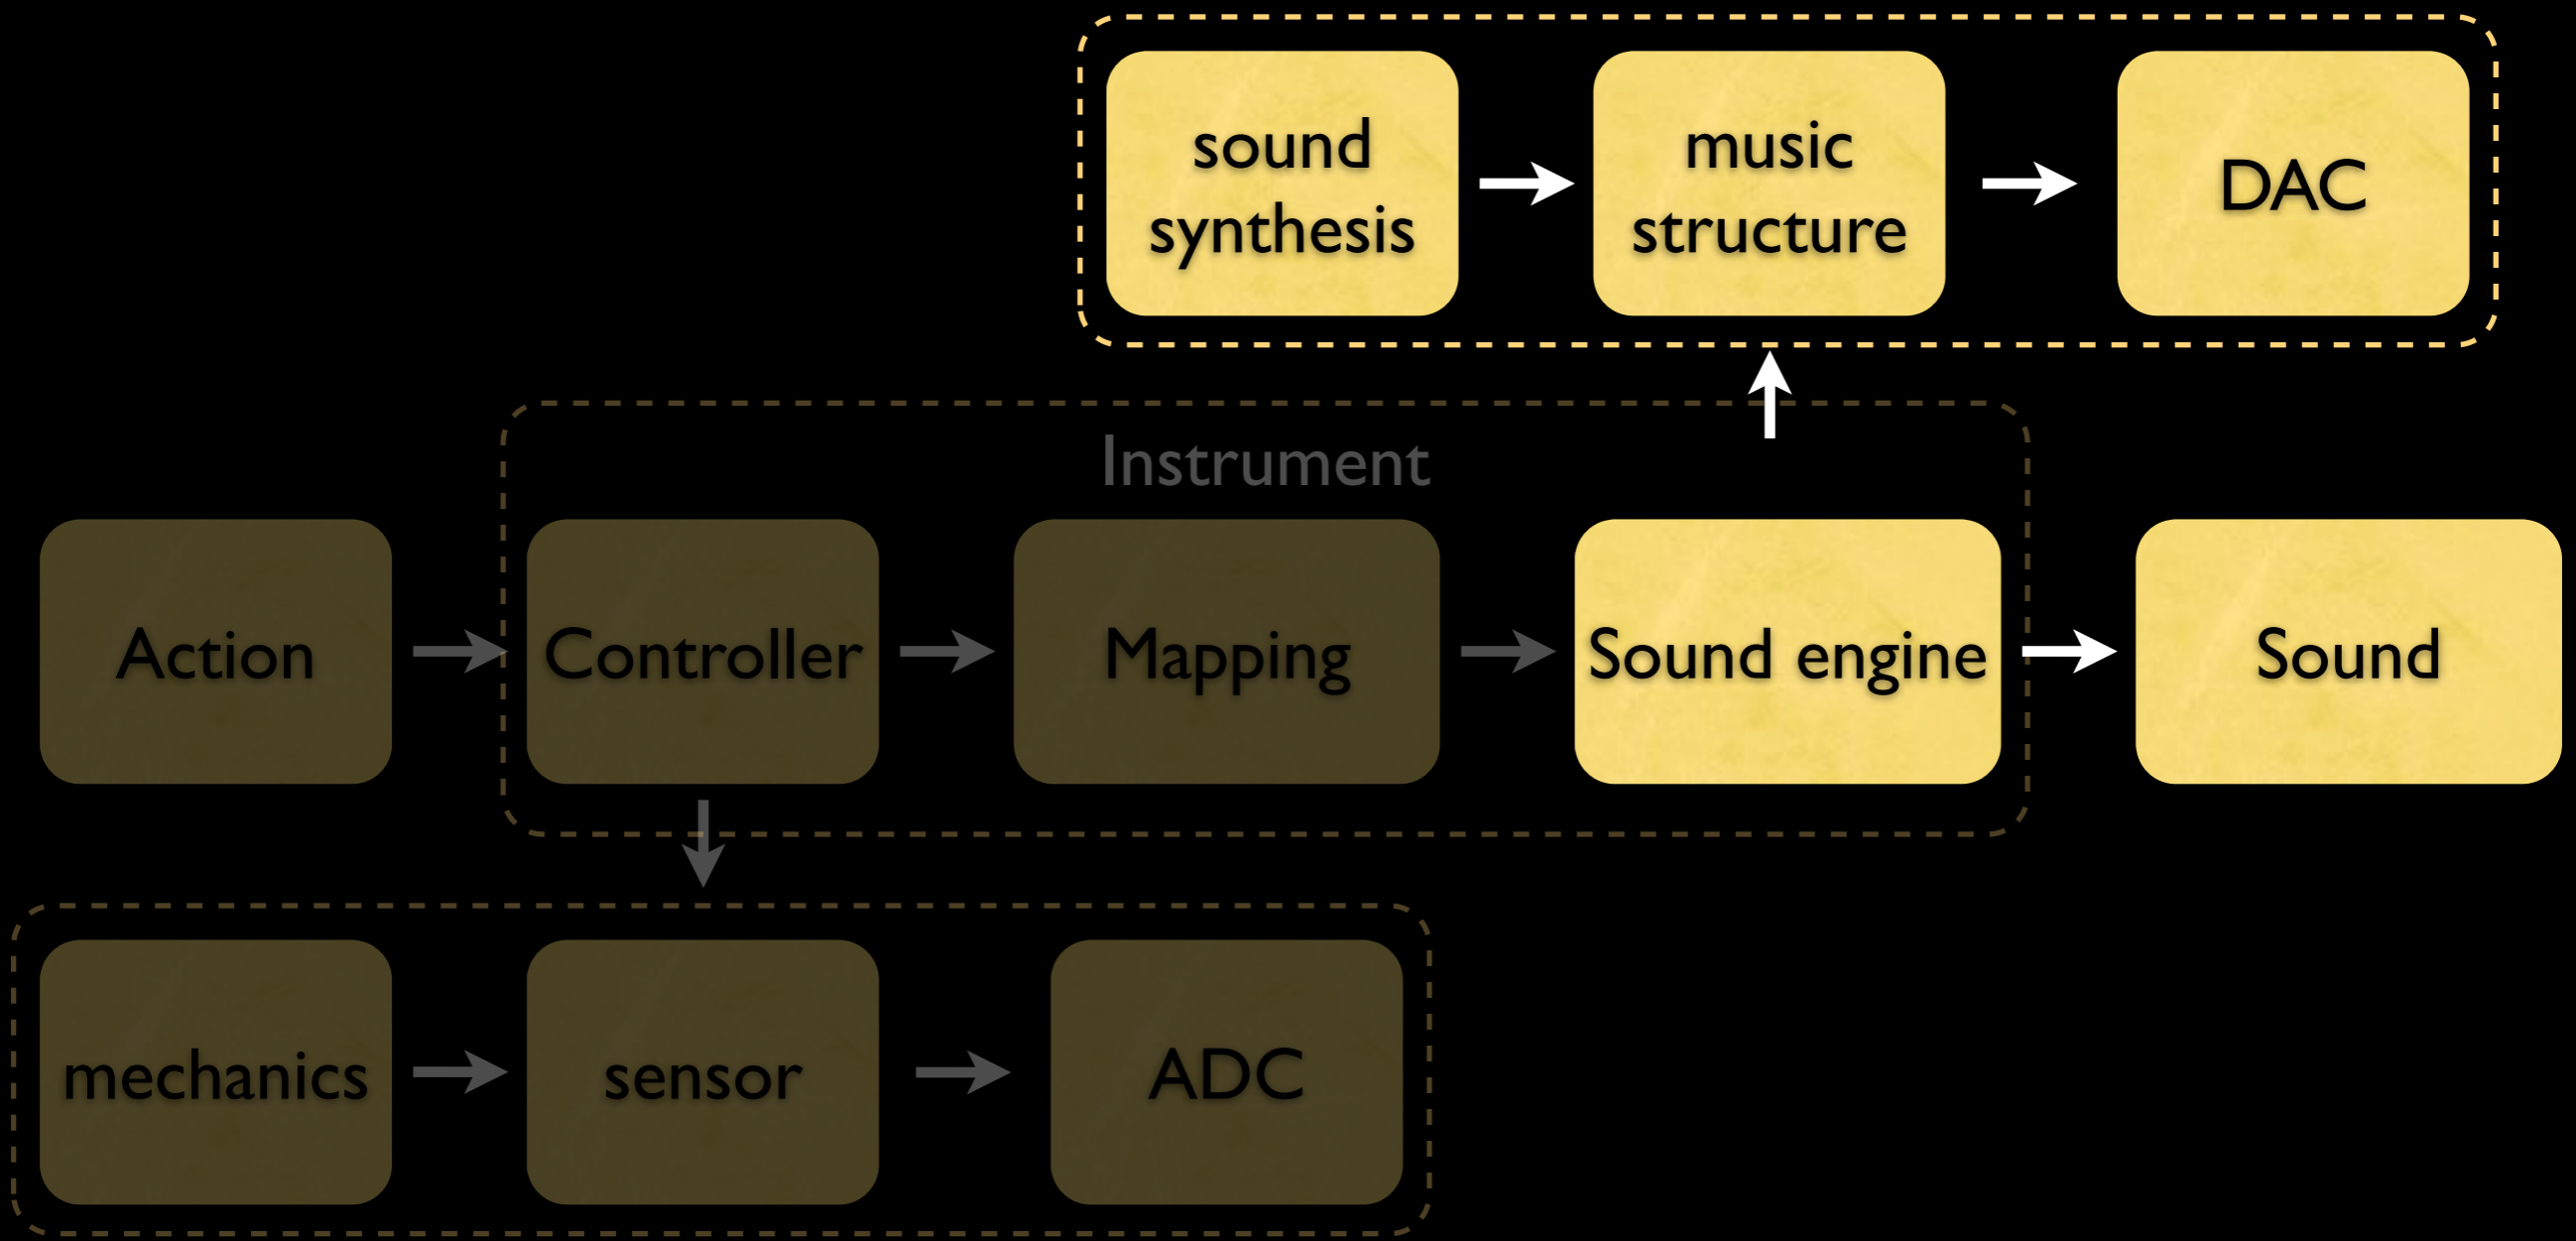 sound
synthesis
music
structure
DAC
Instrument
Action
Controller
Mapping
Sound engine
Sound
mechanics
sensor
ADC